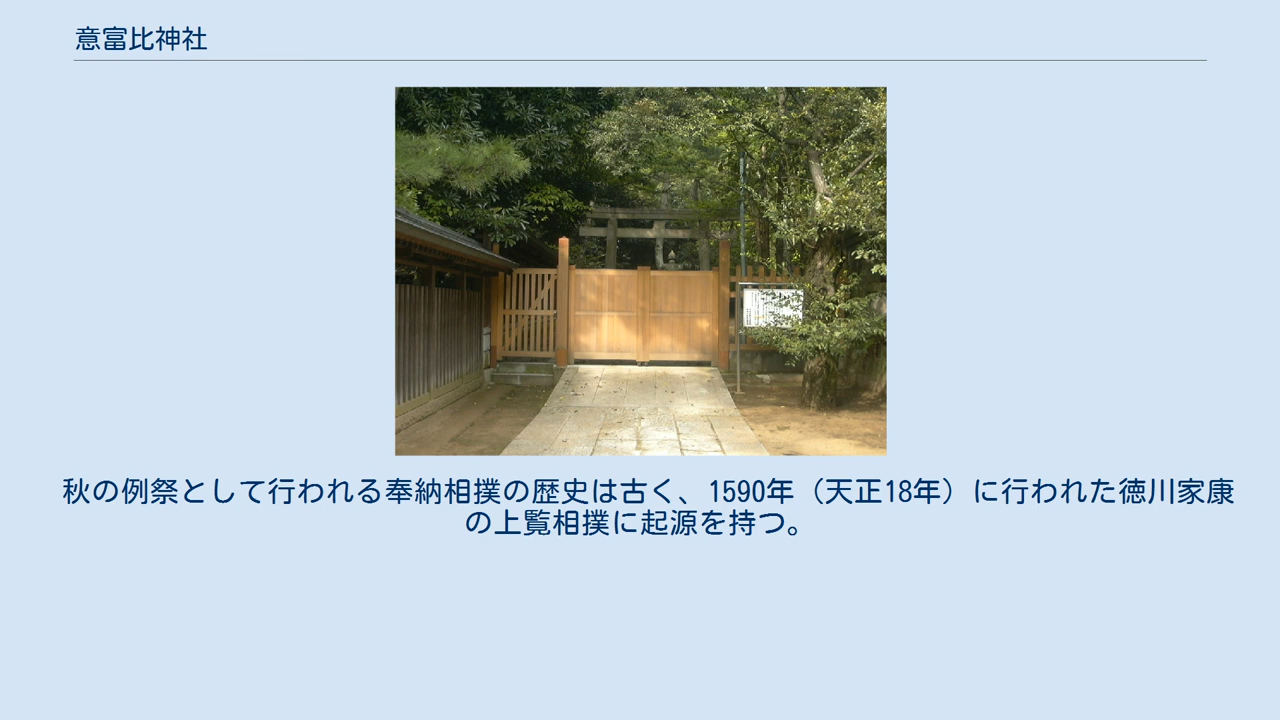 意富比神社
秋の例祭として行われる奉納相撲の歴史は古く、1590年（天正18年）に行われた徳川家康
の上覧相撲に起源を持つ。